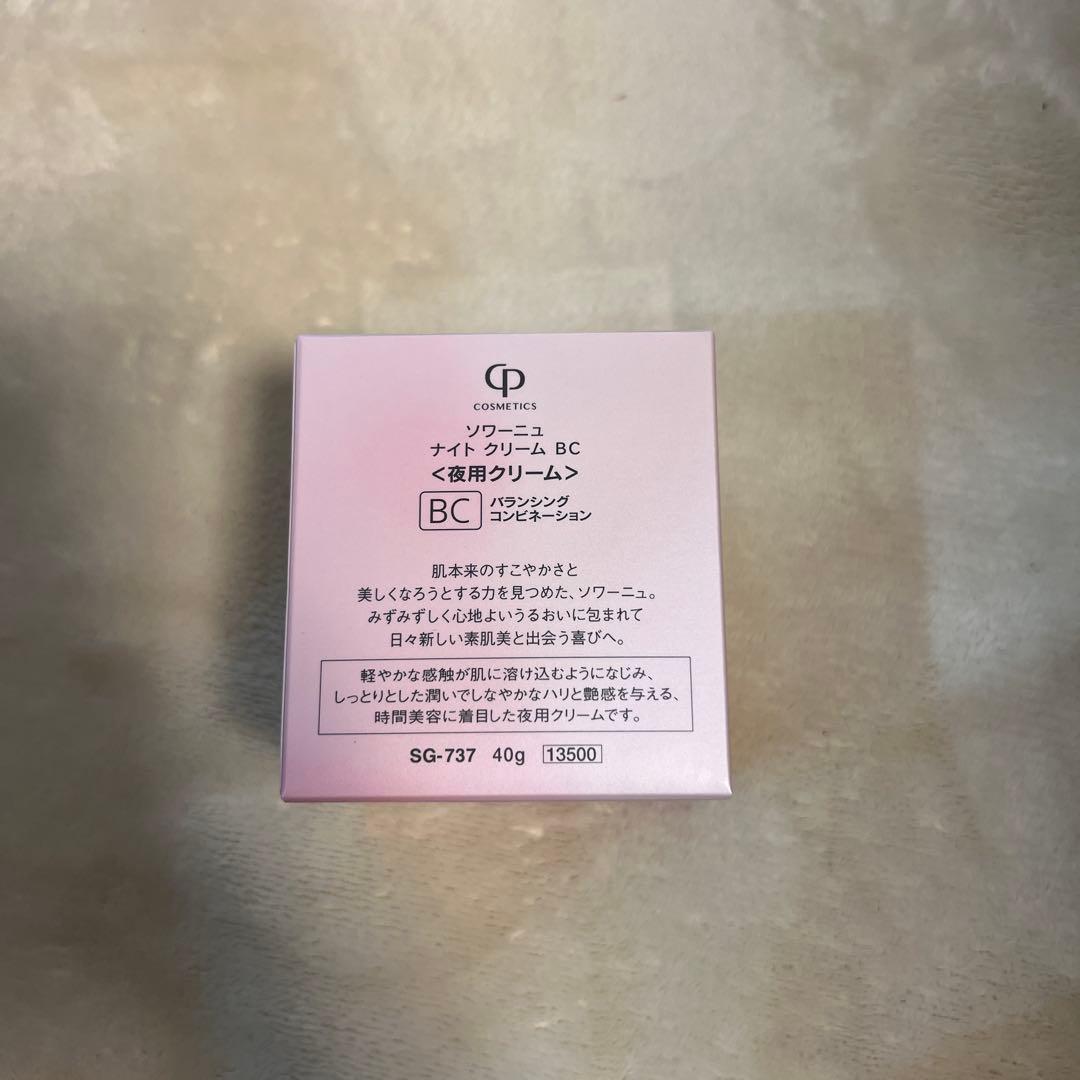 CP
COSMETICS
ソワーニュ
ナイト クリーム BC
<夜用クリーム>
BC バランシング
コンビネーション
肌本来のすこやかさと
美しくなろうとする力を見つめた、ソワーニュ。
みずみずしく心地よいうるおいに包まれて
日々新しい素肌美と出会う喜びへ。
軽やかな感触が肌に溶け込むようになじみ、
しっとりとした潤いでしなやかなハリと艶感を与える、
時間美容に着目した夜用クリームです。
SG-737 40g 13500